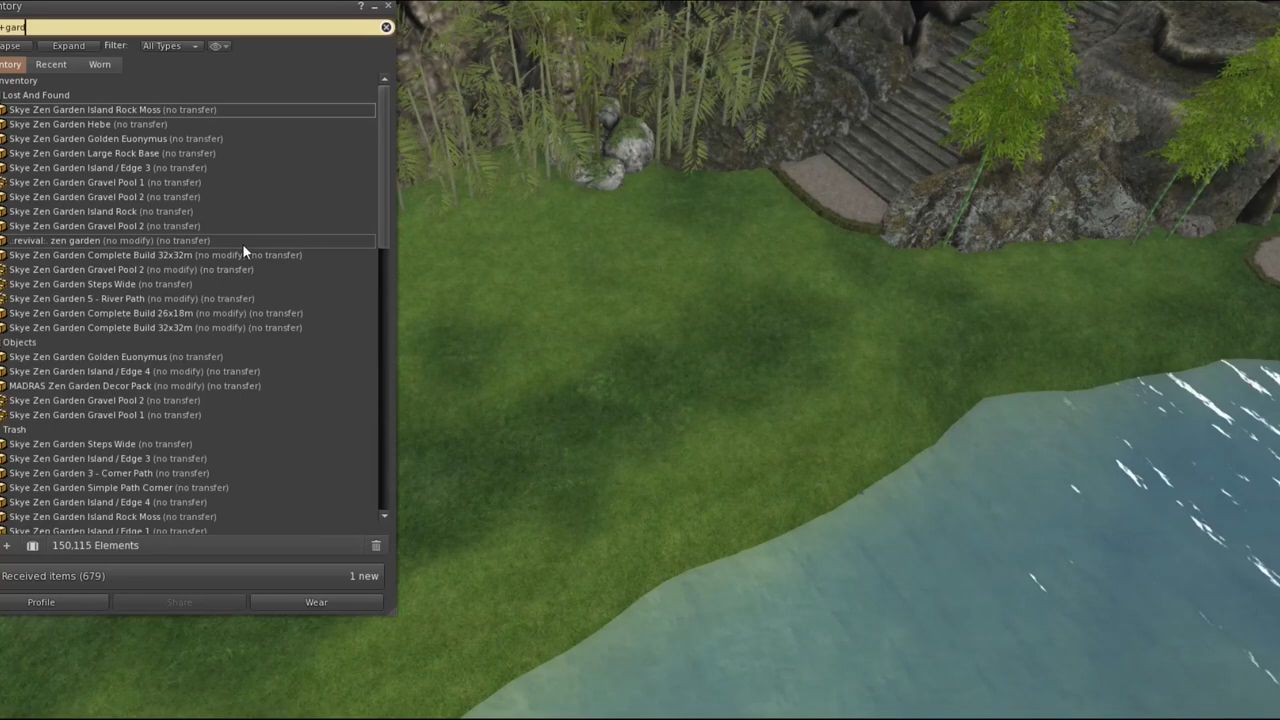 ntory ?
+gard
apse Expand Filter: All Types
ntory Recent Worn
nventory
Lost And Found
Skye Zen Garden Island Rock Moss (no transfer)
Skye Zen Garden Hebe (no transfer)
Skye Zen Garden Golden Euonymus (no transfer)
Skye Zen Garden Large Rock Base (no transfer)
Skye Zen Garden Island / Edge 3 (no transfer)
Skye Zen Garden Gravel Pool 1 (no transfer)
Skye Zen Garden Gravel Pool 2 (no transfer)
Skye Zen Garden Island Rock (no transfer)
Skye Zen Garden Gravel Pool 2 (no transfer)
:revival:. zen garden (no modify) (no transfer)
Skye Zen Garden Complete Build 32x32m (no modify) no transfer)
Skye Zen Garden Gravel Pool 2 (no modify) (no transfer)
Skye Zen Garden Steps Wide (no transfer)
Skye Zen Garden 5 - River Path (no modify) (no transfer)
Skye Zen Garden Complete Build 26x18m (no modify) (no transfer)
Skye Zen Garden Complete Build 32x32m (no modify) (no transfer)
Objects
Skye Zen Garden Golden Euonymus (no transfer)
Skye Zen Garden Island / Edge 4 (no modify) (no transfer)
MADRAS Zen Garden Decor Pack (no modify) (no transfer)
Skye Zen Garden Gravel Pool 2 (no transfer)
Skye Zen Garden Gravel Pool 1 (no transfer)
Trash
Skye Zen Garden Steps Wide (no transfer)
Skye Zen Garden Island / Edge 3 (no transfer)
Skye Zen Garden 3 - Corner Path (no transfer)
Skye Zen Garden Simple Path Corner (no transfer)
Skye Zen Garden Island / Edge 4 (no transfer)
Skye Zen Garden Island Rock Moss (no transfer)
Skye Zen Garden Island / Edge 1 (no transfer)
+ 150,115 Elements
Received items (679) 1 new
Profile Share Wear